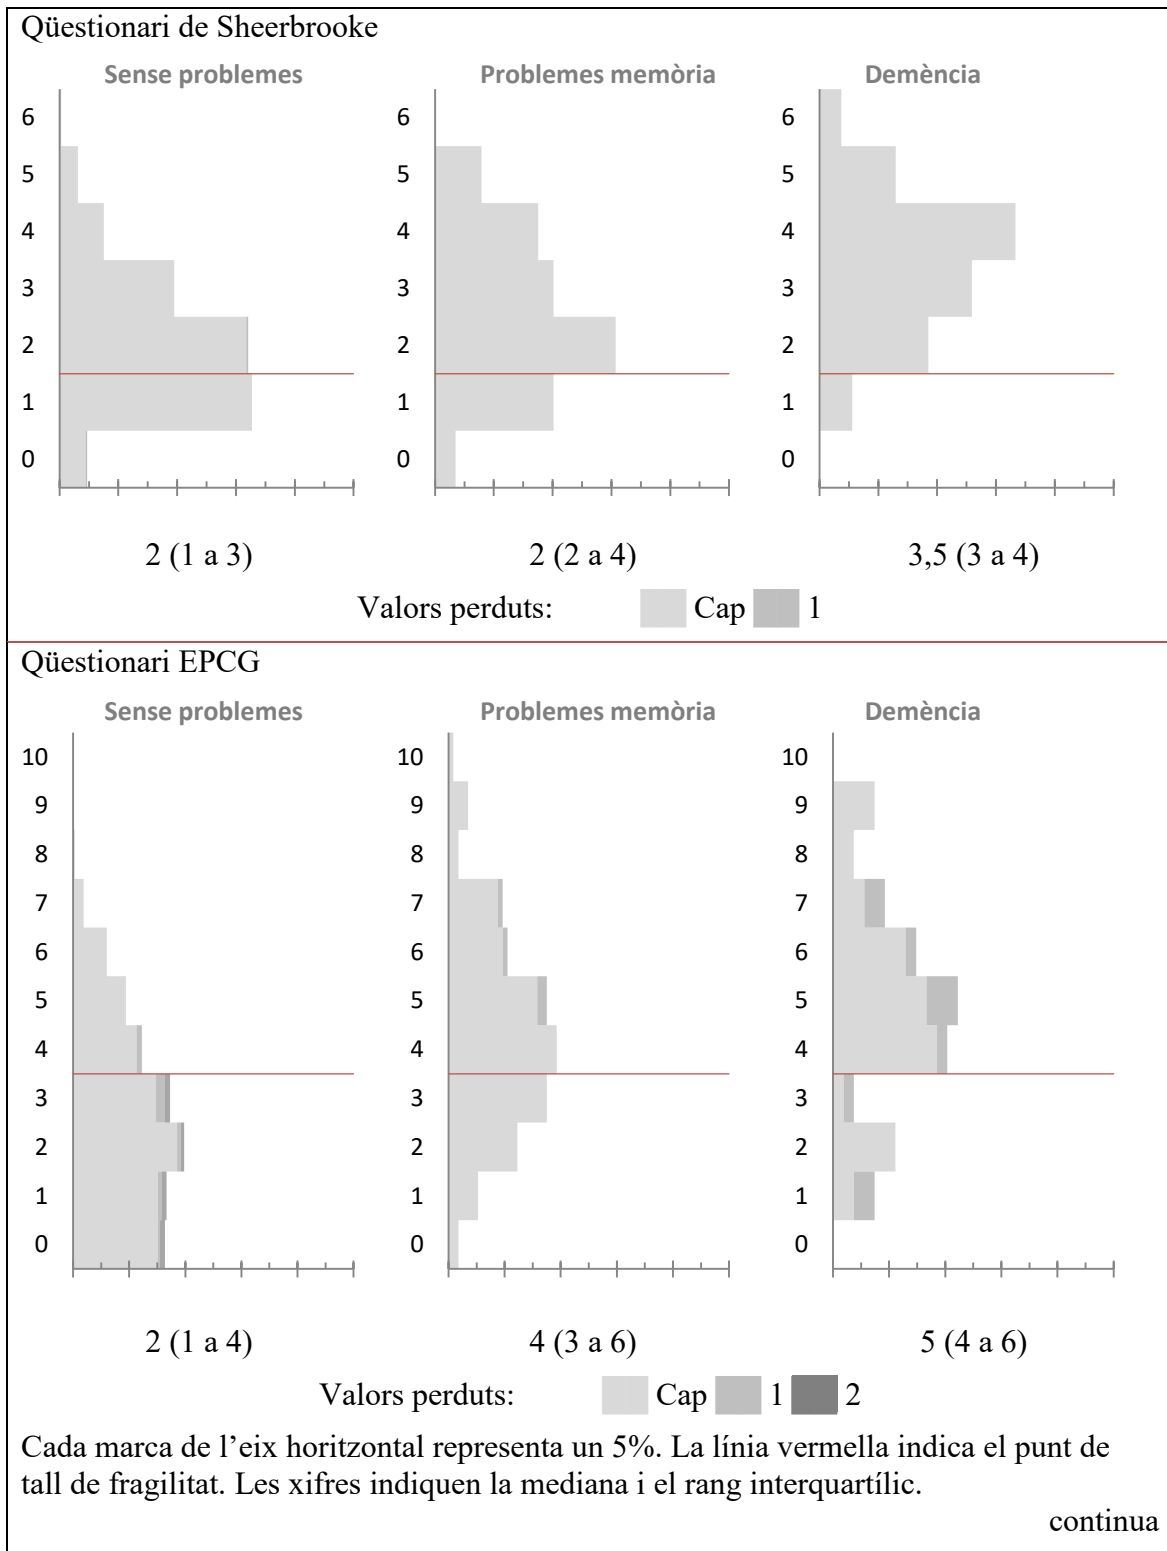 Qüestionari de Sheerbrooke
Sense problemes Problemes memòria Demència
6 6 6
5 5 5
4 4 4
3 3 3
2 2 2
1 1 1
0 0 0
2 (1 a 3) 2 (2 a 4) 3,5 (3 a 4)
Valors perduts: Cap 1
Qüestionari EPCG
Sense problemes Problemes memòria Demència
10 10 10
9 9 9
8 8 8
7 7 7
6 6 6
5 5 5
4 4 4
3 3 3
2 2 2
1 1 1
0 0 0
2 (1 a 4) 4 (3 a 6) 5 (4 a 6)
Valors perduts: Cap 1 2
Cada marca de l’eix horitzontal representa un 5%. La línia vermella indica el punt de
tall de fragilitat. Les xifres indiquen la mediana i el rang interquartílic.
continua